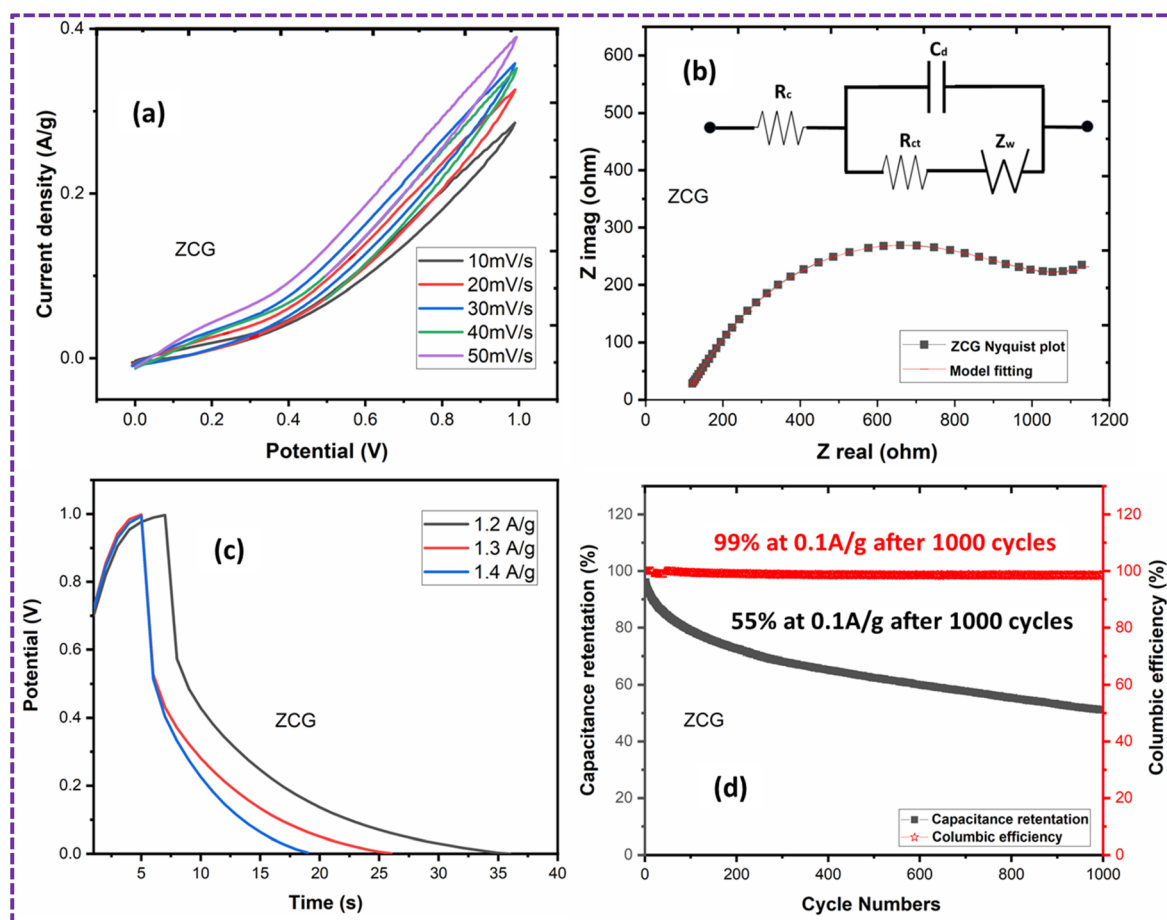 (a)
Current density (A/g)
0.4
0.2
0.0
ZCG
10mV/s
20mV/s
30mV/s
40mV/s
50mV/s
0.0 0.2 0.4 0.6 0.8 1.0
Potential (V)
(b)
Z imag (ohm)
600
500
400
300
200
100
0
Rc
Cd
Rct
Zw
ZCG
ZCG Nyquist plot
Model fitting
0 200 400 600 800 1000 1200
Z real (ohm)
(c)
Potential (V)
1.0
0.8
0.6
0.4
0.2
0.0
1.2 A/g
1.3 A/g
1.4 A/g
ZCG
5 10 15 20 25 30 35 40
Time (s)
Capacitance retention (%)
120
100
80
60
40
20
0
99% at 0.1A/g after 1000 cycles
55% at 0.1A/g after 1000 cycles
ZCG
(d)
Capacitance retention
Columbic efficiency
0 200 400 600 800 1000
Cycle Numbers
120
100
80
60
40
20
0
Columbic efficiency (%)